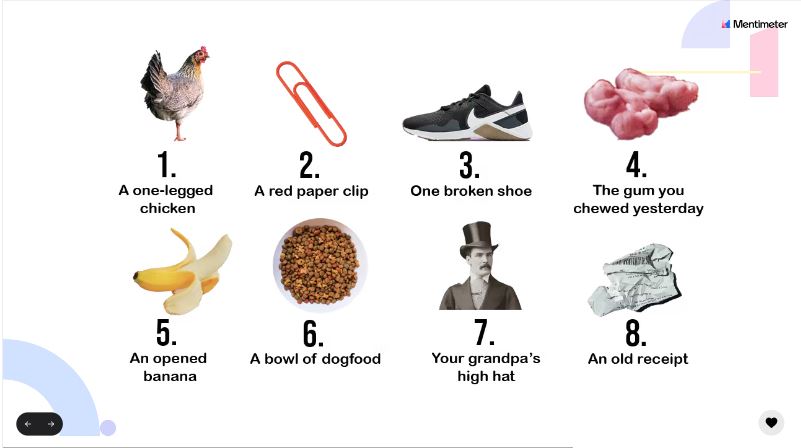 Mentimeter
1.
A one-legged
chicken
2.
A red paper clip
3.
One broken shoe
4.
The gum you
chewed yesterday
5.
An opened
banana
6.
A bowl of dogfood
7.
Your grandpa's
high hat
8.
An old receipt